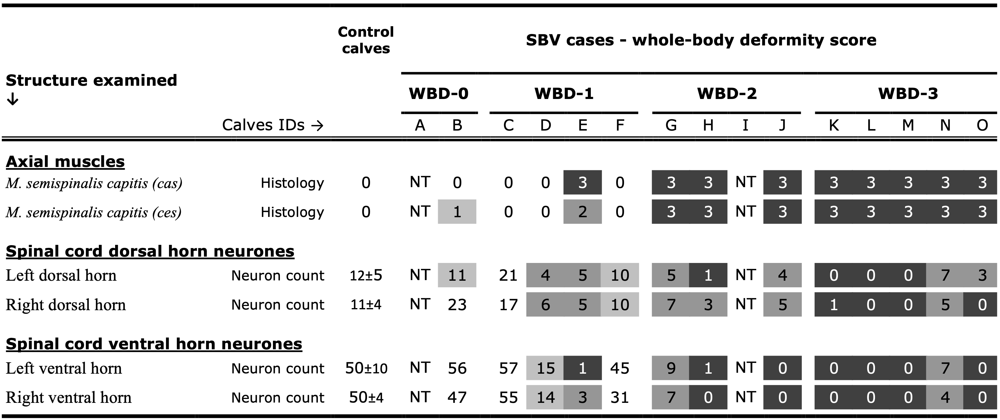 Control
calves
SBV cases - whole-body deformity score
Structure examined
↓
WBD-0 WBD-1 WBD-2 WBD-3
Calves IDs → A B C D E F G H I J K L M N O
Axial muscles
M. semispinalis capitis (cas) Histology 0 NT 0 0 0 3 0 3 3 NT 3 3 3 3 3 3
M. semispinalis capitis (ces) Histology 0 NT 1 0 0 2 0 3 3 NT 3 3 3 3 3 3
Spinal cord dorsal horn neurones
Left dorsal horn Neuron count 12±5 NT 11 21 4 5 10 5 1 NT 4 0 0 0 7 3
Right dorsal horn Neuron count 11±4 NT 23 17 6 5 10 7 3 NT 5 1 0 0 5 0
Spinal cord ventral horn neurones
Left ventral horn Neuron count 50±10 NT 56 57 15 1 45 9 1 NT 0 0 0 0 7 0
Right ventral horn Neuron count 50±4 NT 47 55 14 3 31 7 0 NT 0 0 0 0 4 0